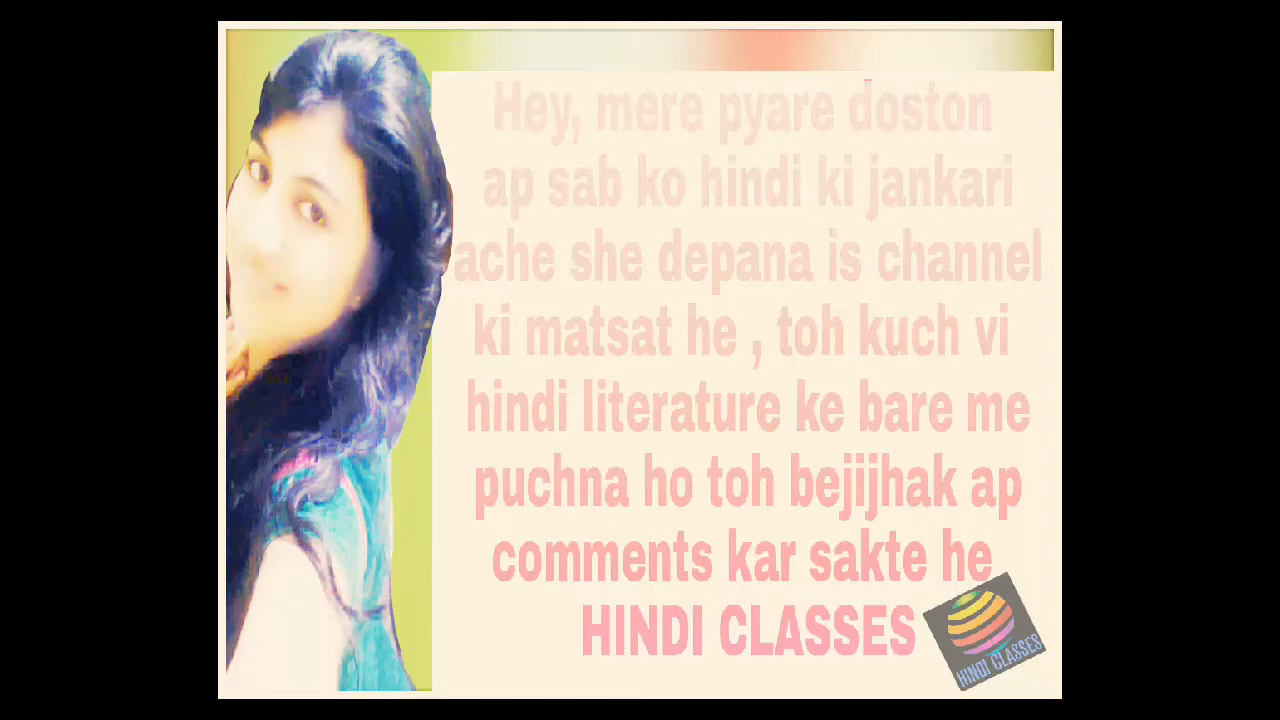 Hey, mere pyare doston
ap sab ko hindi ki jankari
ache she depana is channel
ki matsat he , toh kuch vi
hindi literature ke bare me
puchna ho toh bejijhak ap
comments kar sakte he
HINDI CLASSES
HINDI CLASSES